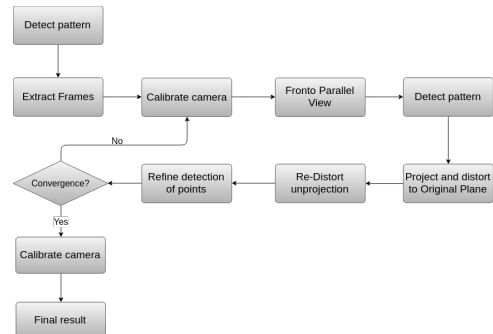 Detect pattern
Extract Frames
Calibrate camera
Fronto Parallel
View
Detect pattern
No
Convergence?
Refine detection
of points
Re-Distort
unprojection
Project and distort
to Original Plane
Yes
Calibrate camera
Final result